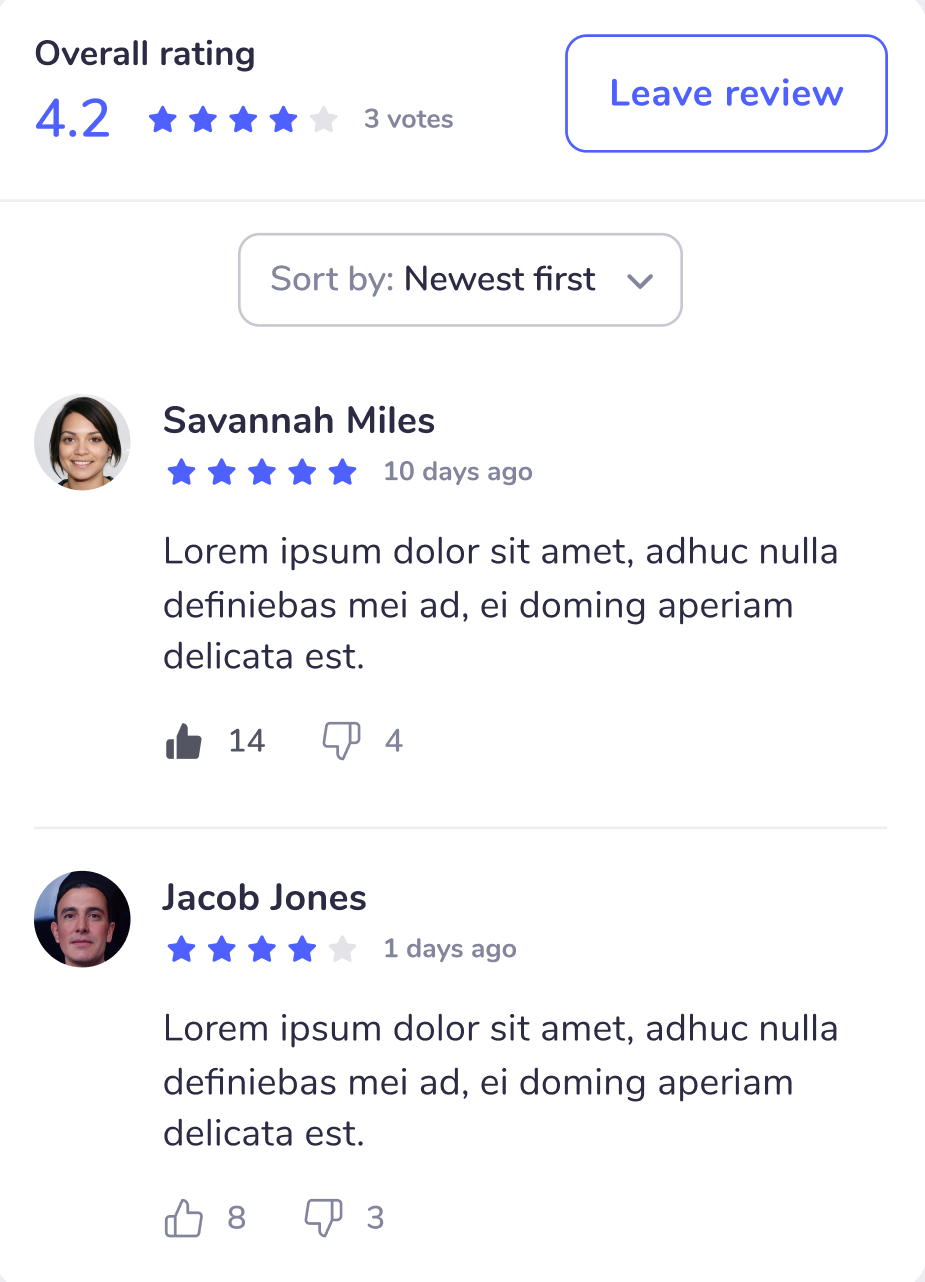 Overall rating
4.2 3 votes
Leave review
Sort by: Newest first
Savannah Miles
10 days ago
Lorem ipsum dolor sit amet, adhuc nulla
definiebas mei ad, ei doming aperiam
delicata est.
14 4
Jacob Jones
1 days ago
Lorem ipsum dolor sit amet, adhuc nulla
definiebas mei ad, ei doming aperiam
delicata est.
8 3